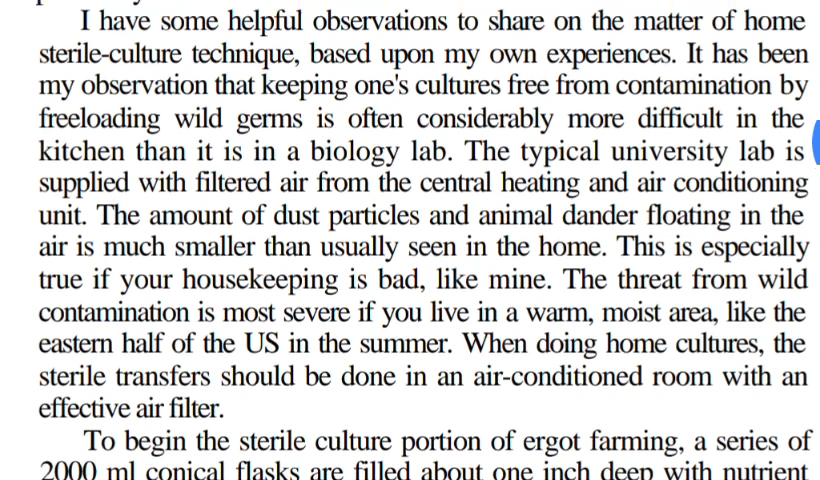 I have some helpful observations to share on the matter of home
sterile-culture technique, based upon my own experiences. It has been
my observation that keeping one's cultures free from contamination by
freeloading wild germs is often considerably more difficult in the
kitchen than it is in a biology lab. The typical university lab is
supplied with filtered air from the central heating and air conditioning
unit. The amount of dust particles and animal dander floating in the
air is much smaller than usually seen in the home. This is especially
true if your housekeeping is bad, like mine. The threat from wild
contamination is most severe if you live in a warm, moist area, like the
eastern half of the US in the summer. When doing home cultures, the
sterile transfers should be done in an air-conditioned room with an
effective air filter.
To begin the sterile culture portion of ergot farming, a series of
2000 ml conical flasks are filled about one inch deep with nutrient